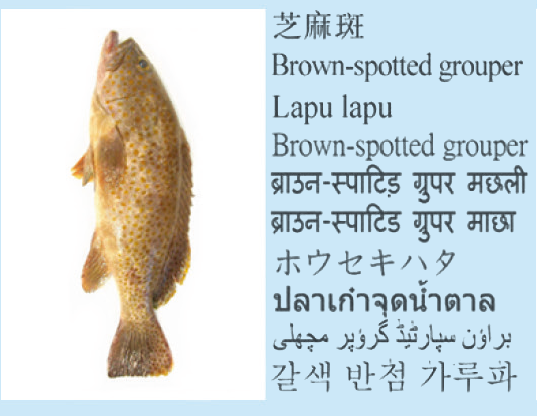 芝麻斑
Brown-spotted grouper
Lapu lapu
Brown-spotted grouper
ब्राउन-स्पाटिड़ ग्रुपर मछली
ब्राउन-स्पाटिड ग्रुपर माछा
ホウセキハタ
ปลาเก๋าจุดน้ำตาล
براؤن سپارٹیڈ گروپر مچھلی
갈색 반점 가루파